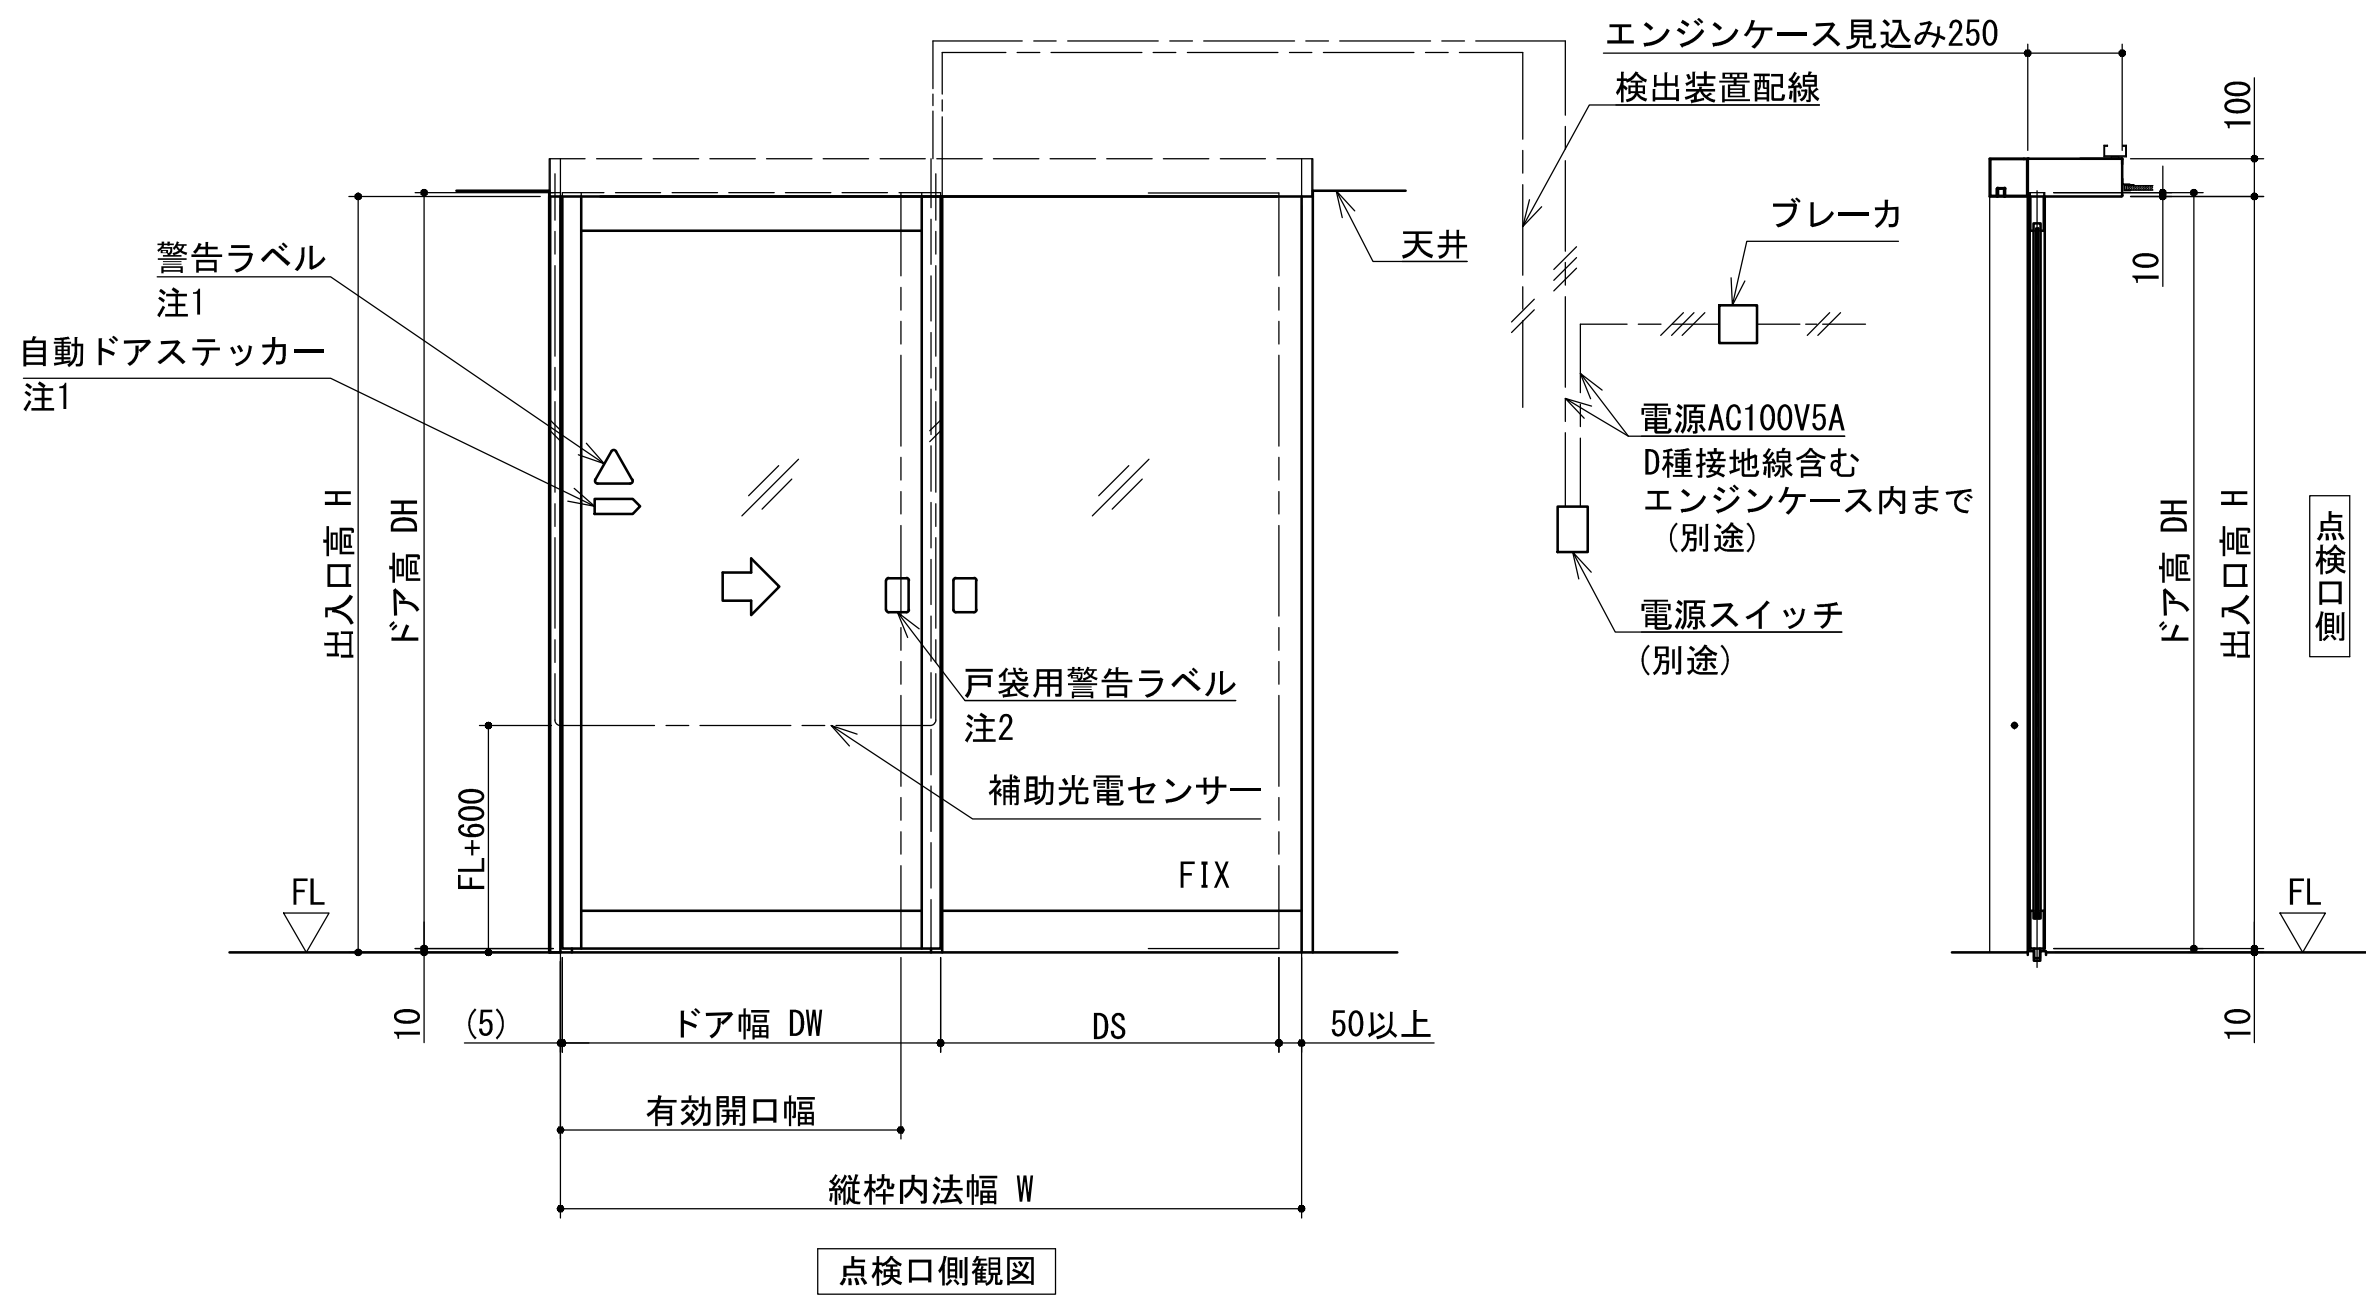 エンジンケース見込み250
検出装置配線
100
ブレーカ
天井
10
警告ラベル
注1
自動ドアステッカー
注1
電源AC100V5A
D種接地線含む
エンジンケース内まで
(別途)
出入口高 H
ドア高 DH
ドア高 DH
出入口高 H
点検口側
電源スイッチ
(別途)
戸袋用警告ラベル
注2
補助光電センサー
FL+600
FIX
FL
FL
10
(5)
ドア幅 DW
DS
50以上
10
有効開口幅
縦枠内法幅 W
点検口側観図